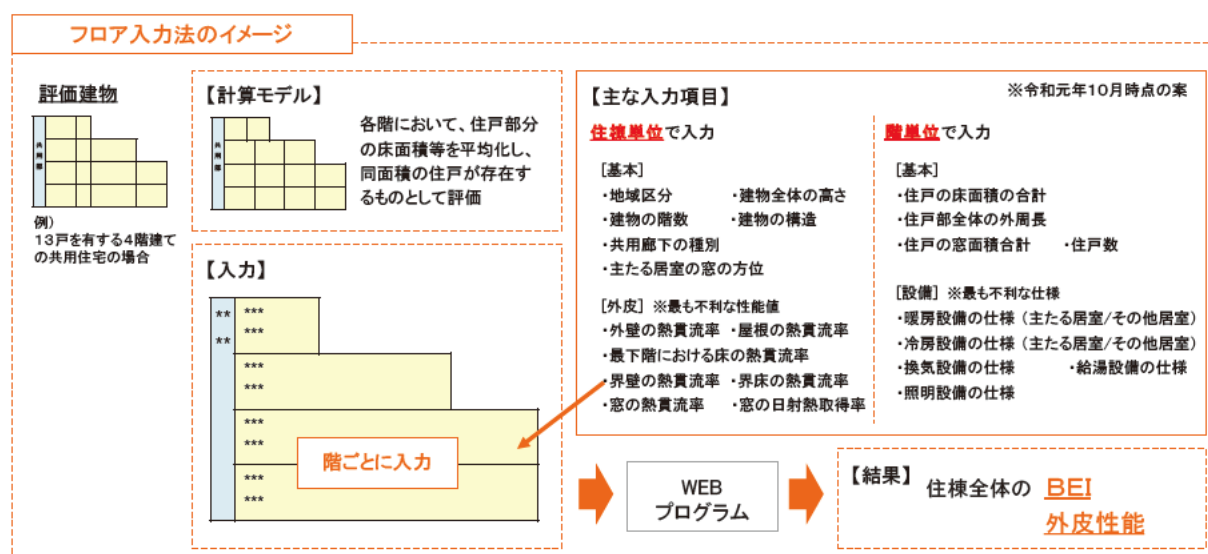 フロア入力法のイメージ
評価建物
共用部
例)
13戸を有する4階建て
の共用住宅の場合
【計算モデル】
共用部
各階において、住戸部分
の床面積等を平均化し、
同面積の住戸が存在す
るものとして評価
【入力】
** ***
***
** ***
***
***
***
***
***
階ごとに入力
【主な入力項目】 ※令和元年10月時点の案
住棟単位で入力
[基本]
・地域区分 ・建物全体の高さ
・建物の階数 ・建物の構造
・共用廊下の種別
・主たる居室の窓の方位
[外皮] ※最も不利な性能値
・外壁の熱貫流率 ・屋根の熱貫流率
・最下階における床の熱貫流率
・界壁の熱貫流率 ・界床の熱貫流率
・窓の熱貫流率 ・窓の日射熱取得率
階単位で入力
[基本]
・住戸の床面積の合計
・住戸部全体の外周長
・住戸の窓面積合計 ・住戸数
[設備] ※最も不利な仕様
・暖房設備の仕様(主たる居室/その他居室)
・冷房設備の仕様(主たる居室/その他居室)
・換気設備の仕様 ・給湯設備の仕様
・照明設備の仕様
WEB
プログラム
【結果】 住棟全体の BEI
外皮性能